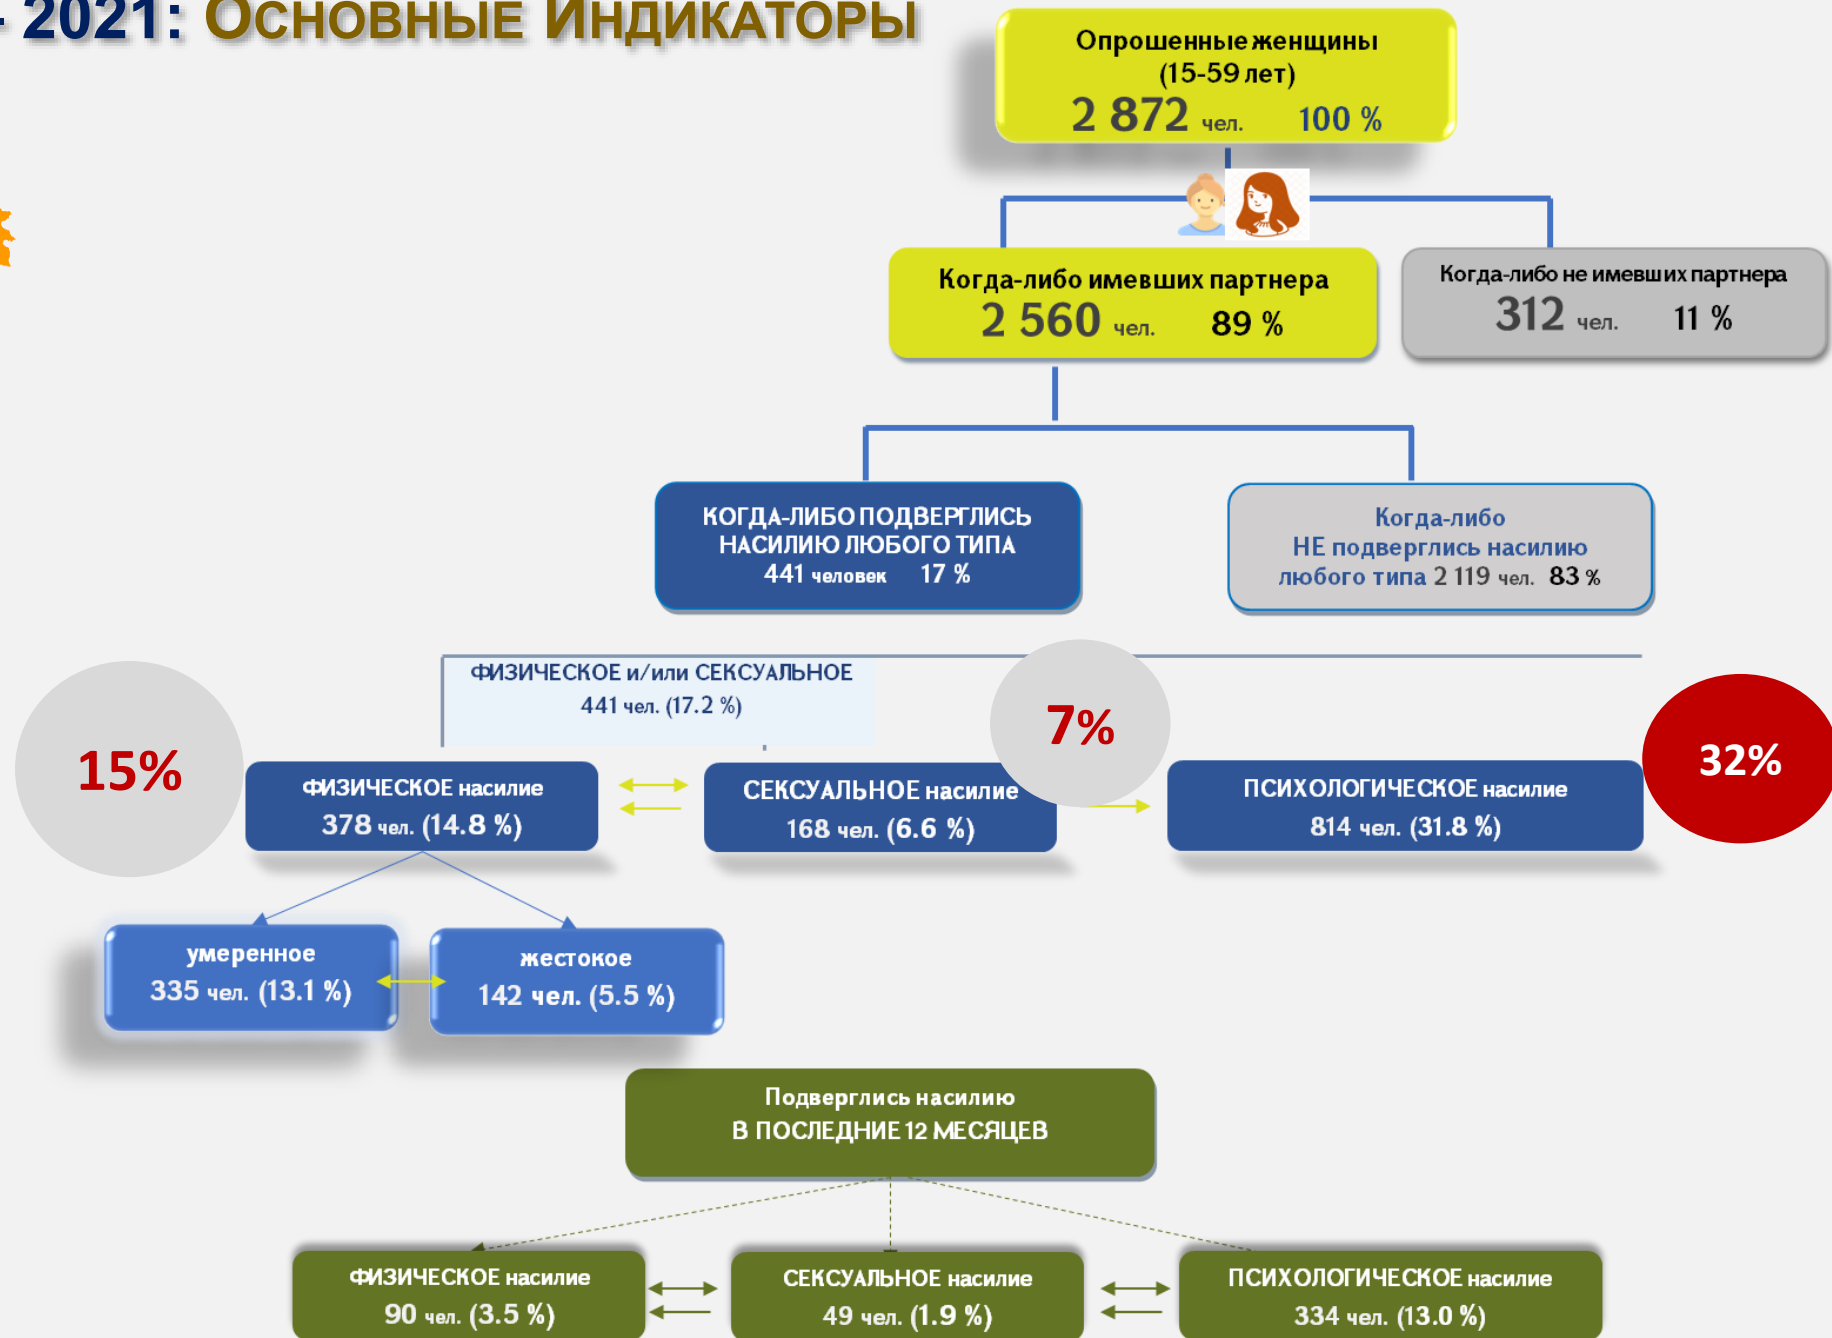 - 2021: ОСНОВНЫЕ ИНДИКАТОРЫ
Опрошенные женщины
(15-59 лет)
2 872 чел. 100 %
Когда-либо имевших партнера
2 560 чел. 89 %
Когда-либо не имевших партнера
312 чел. 11 %
КОГДА-ЛИБО ПОДВЕРГЛИСЬ
НАСИЛИЮ ЛЮБОГО ТИПА
441 человек 17 %
Когда-либо
НЕ подверглись насилию
любого типа 2 119 чел. 83 %
ФИЗИЧЕСКОЕ и/или СЕКСУАЛЬНОЕ
441 чел. (17.2 %)
15%
7%
32%
ФИЗИЧЕСКОЕ насилие
378 чел. (14.8 %)
СЕКСУАЛЬНОЕ насилие
168 чел. (6.6 %)
ПСИХОЛОГИЧЕСКОЕ насилие
814 чел. (31.8 %)
умеренное
335 чел. (13.1 %)
жестокое
142 чел. (5.5 %)
Подверглись насилию
В ПОСЛЕДНИЕ 12 МЕСЯЦЕВ
ФИЗИЧЕСКОЕ насилие
90 чел. (3.5 %)
СЕКСУАЛЬНОЕ насилие
49 чел. (1.9 %)
ПСИХОЛОГИЧЕСКОЕ насилие
334 чел. (13.0 %)